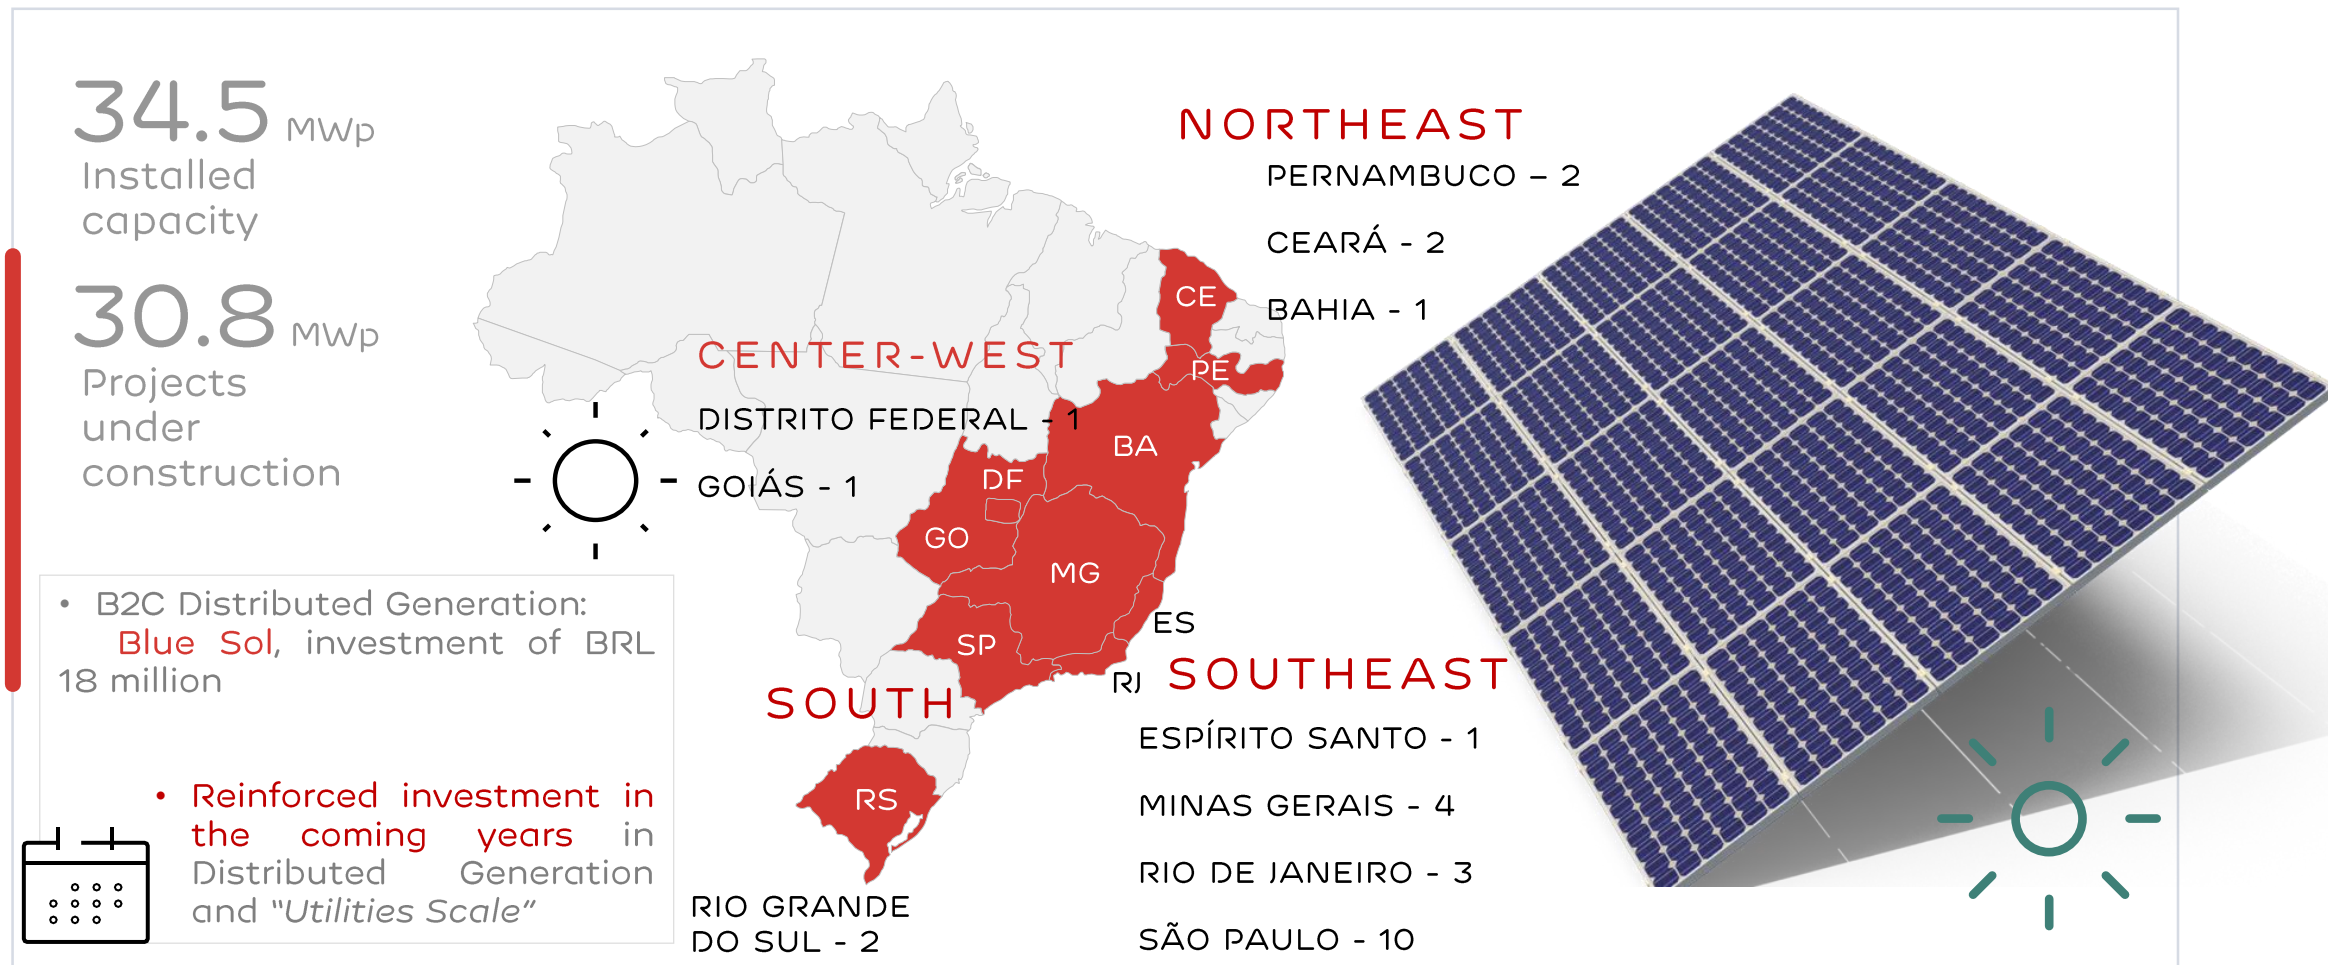 34.5 MWp
Installed
capacity
30.8 MWp
Projects
under
construction
• B2C Distributed Generation:
Blue Sol, investment of BRL
18 million
• Reinforced investment in
the coming years in
Distributed Generation
and “Utilities Scale”
CENTER-WEST
DISTRITO FEDERAL - 1
GOIÁS - 1
NORTHEAST
PERNAMBUCO – 2
CEARÁ - 2
BAHIA - 1
CE
PE
BA
DF
GO
MG
ES
SP
RJ
RS
SOUTH
RIO GRANDE
DO SUL - 2
SOUTHEAST
ESPÍRITO SANTO - 1
MINAS GERAIS - 4
RIO DE JANEIRO - 3
SÃO PAULO - 10